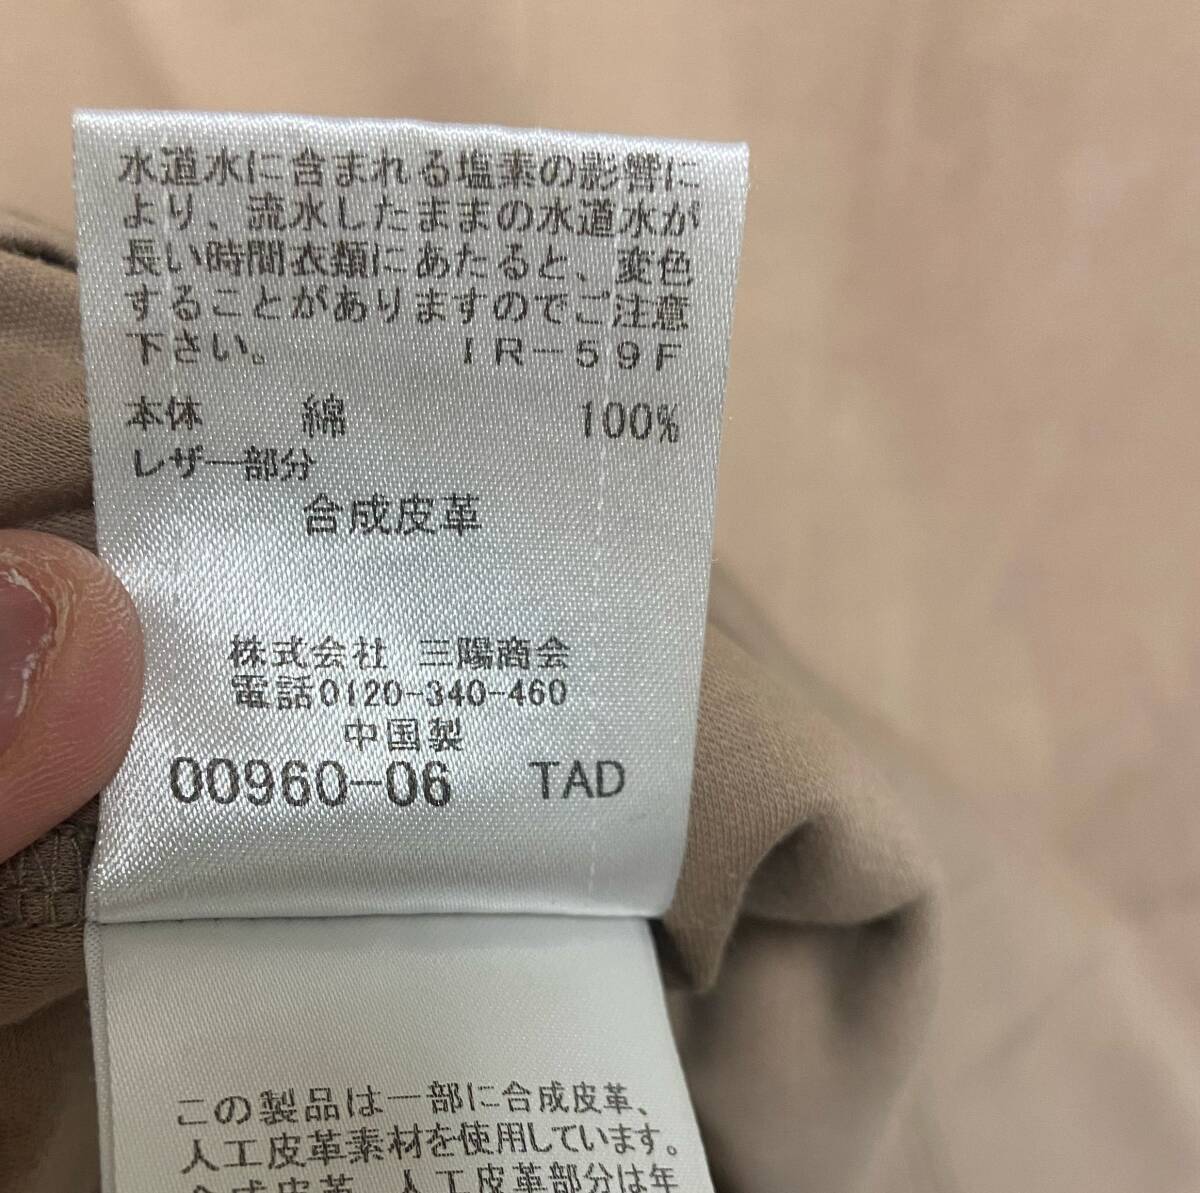 水道水に含まれる塩素の影響に
より、流水したままの水道水が
長い時間衣類にあたると、変色
することがありますのでご注意
下さい。 IR-59F
本体 綿 100%
レザー部分
合成皮革
株式会社 三陽商会
電話0120-340-460
中国製
00960-06 TAD
この製品は一部に合成皮革、
人工皮革素材を使用しています。
合成皮革、人工皮革部分は年